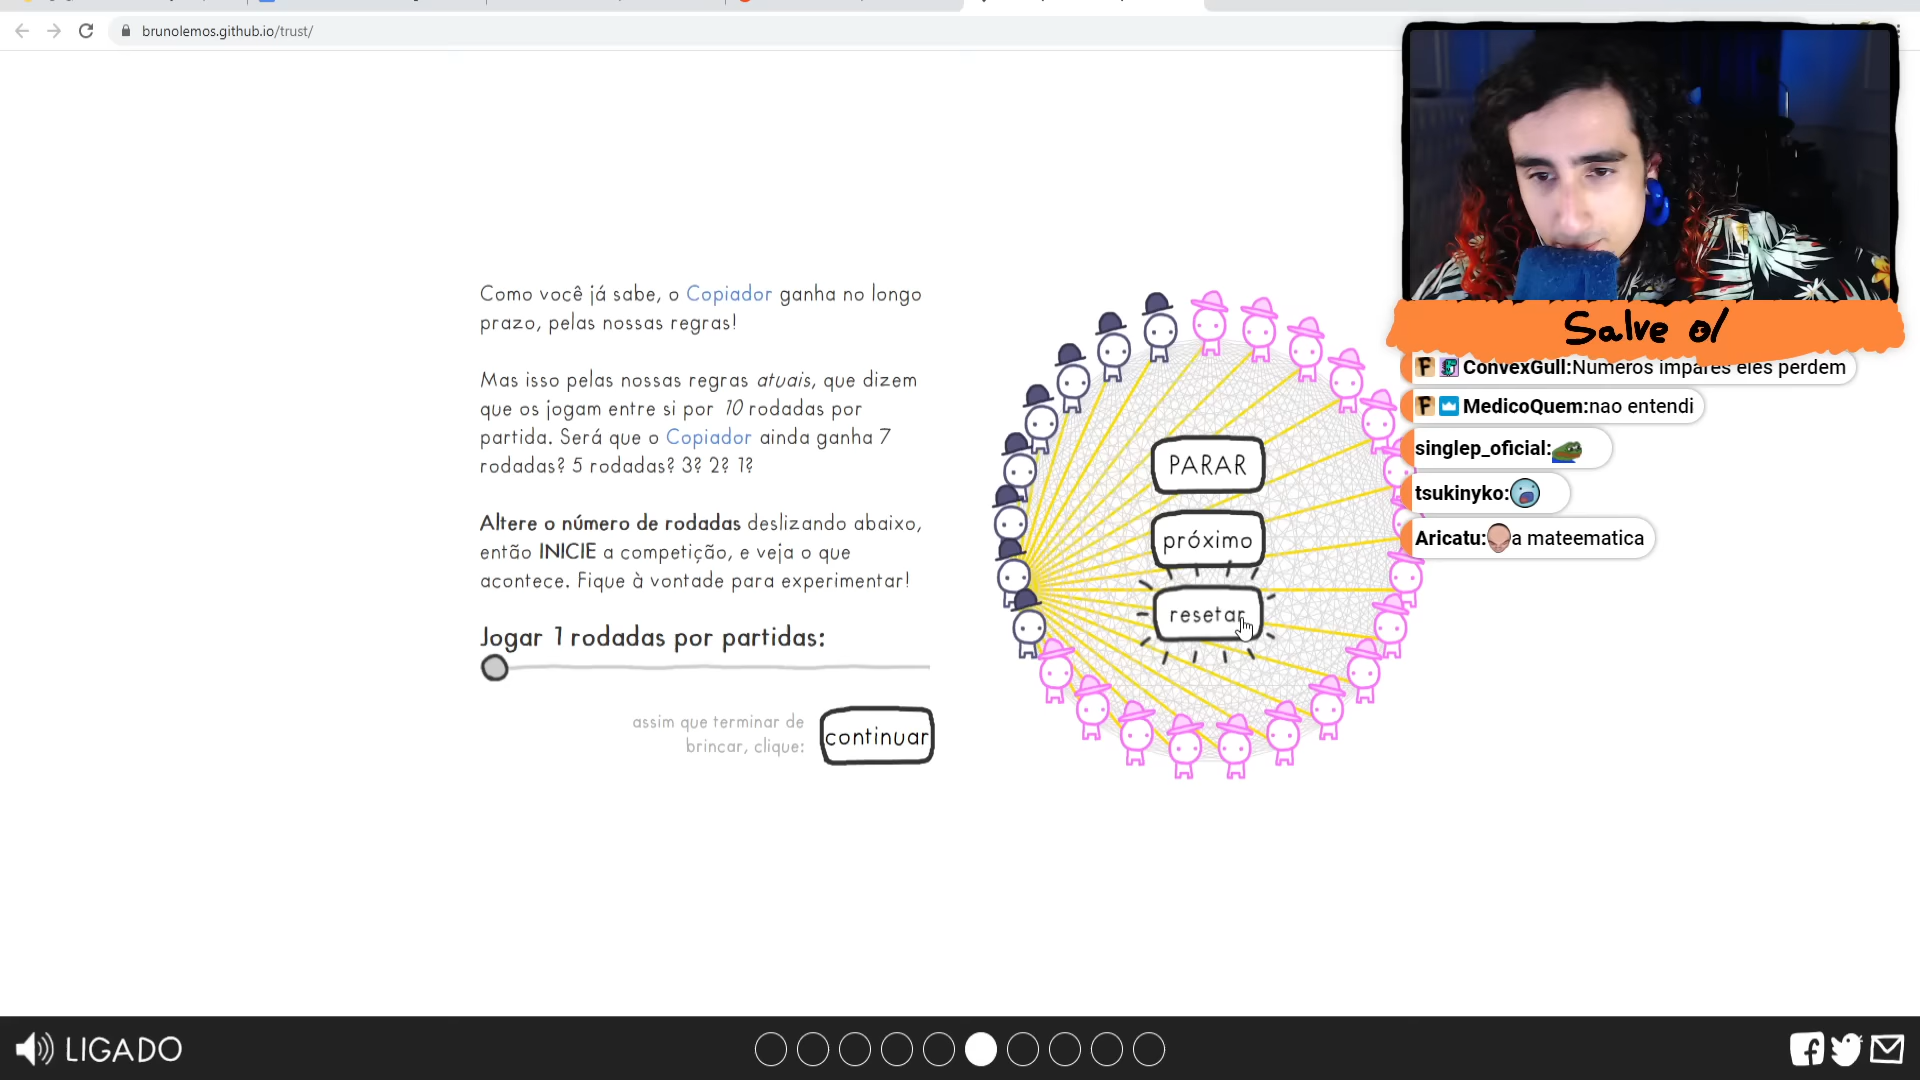 brunolemos.github.io/trust/
Como você já sabe, o Copiador ganha no longo
prazo, pelas nossas regras!
Mas isso pelas nossas regras atuais, que dizem
que os jogam entre si por 10 rodadas por
partida. Será que o Copiador ainda ganha 7
rodadas? 5 rodadas? 3? 2? 1?
Altere o número de rodadas deslizando abaixo,
então INICIE a competição, e veja o que
acontece. Fique à vontade para experimentar!
Jogar 1 rodadas por partidas:
assim que terminar de
brincar, clique:
continuar
PARAR
próximo
resetar
Salve o/
ConvexGull:Numeros impares eles perdem
MedicoQuem:nao entendi
singlep_oficial:
tsukinyko:
Aricatu:a mateematica
LIGADO